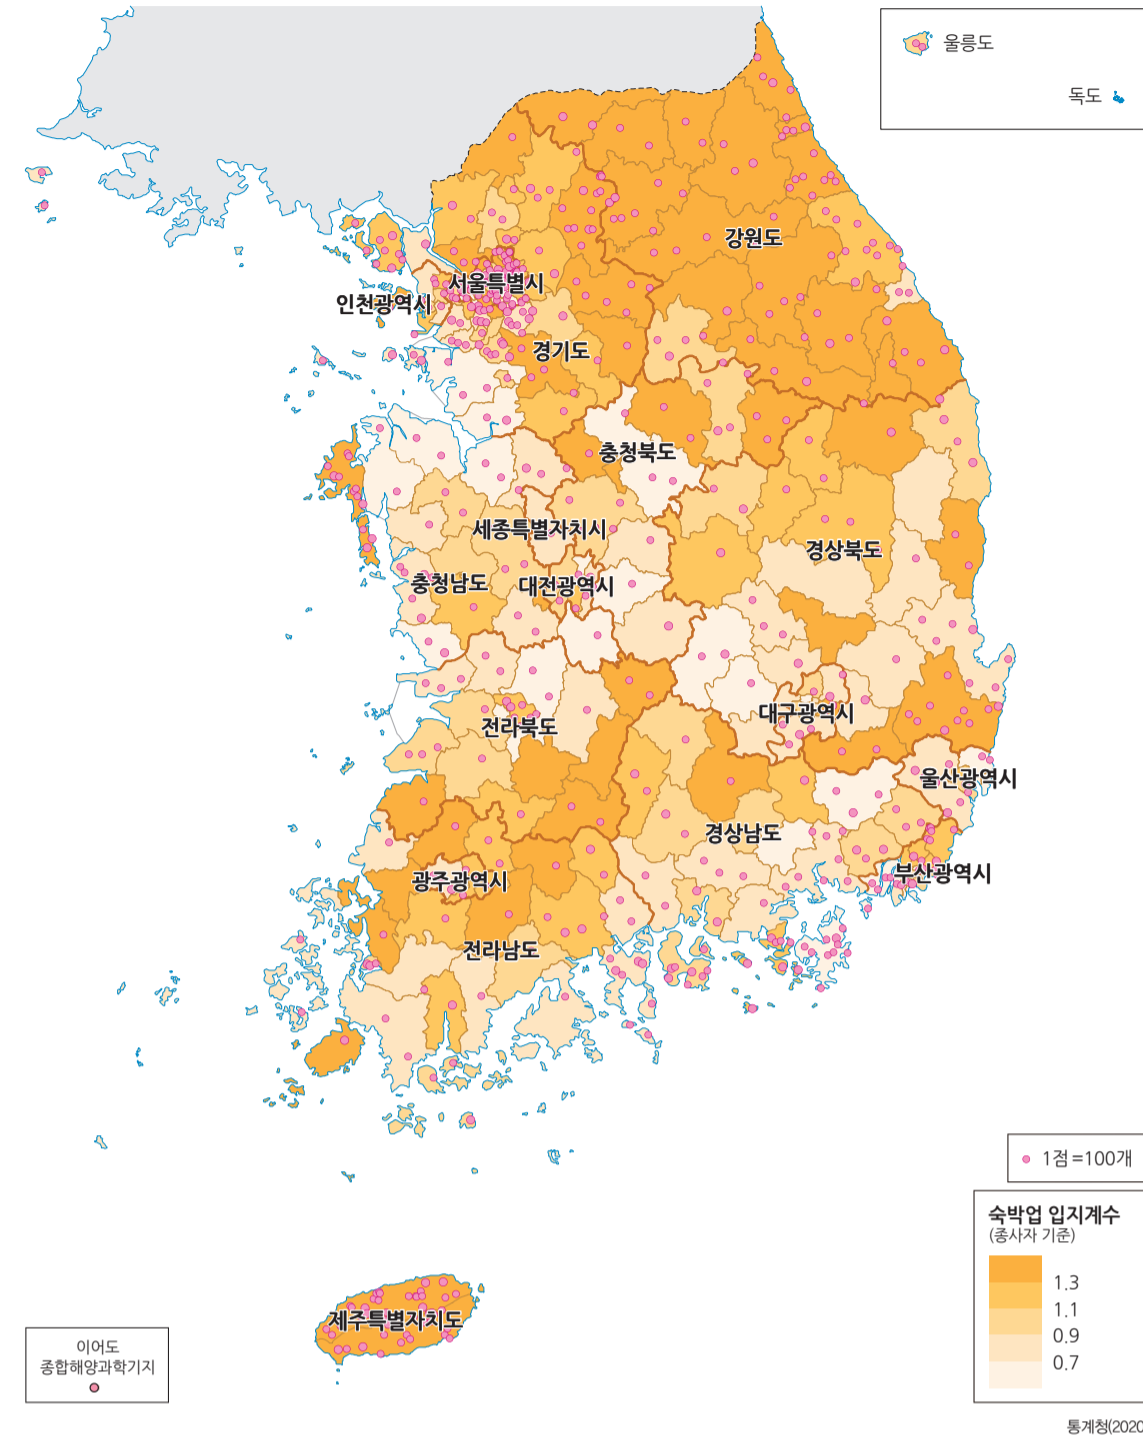 울릉도
독도
강원도
서울특별시
인천광역시
경기도
충청북도
세종특별자치시
경상북도
충청남도
대전광역시
대구광역시
전라북도
울산광역시
경상남도
부산광역시
광주광역시
전라남도
1점=100개
숙박업 입지계수
(종사자 기준)
1.3
1.1
0.9
0.7
제주특별자치도
이어도
종합해양과학기지
통계청(2020